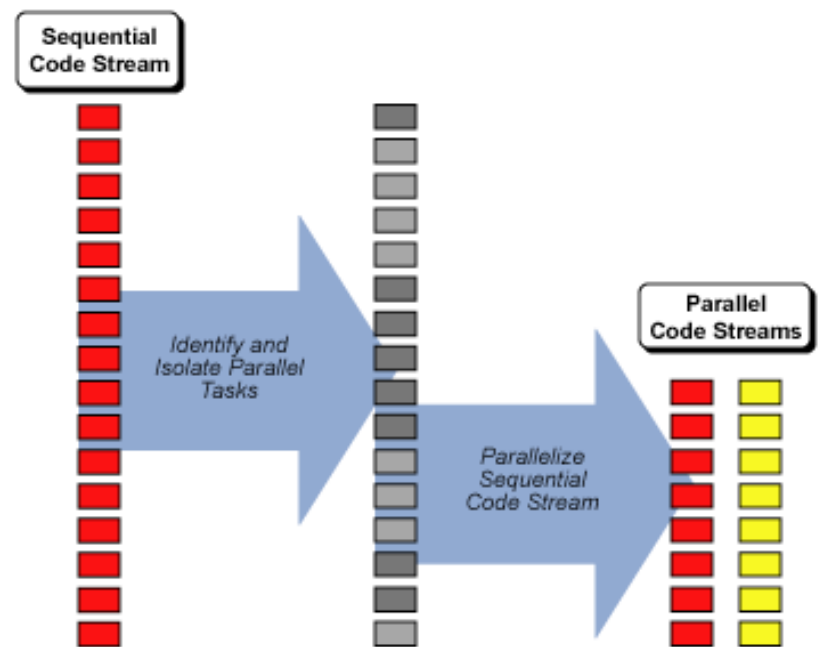 Sequential
Code Stream
Identify and
Isolate Parallel
Tasks
Parallel
Code Streams
Parallelize
Sequential
Code Stream